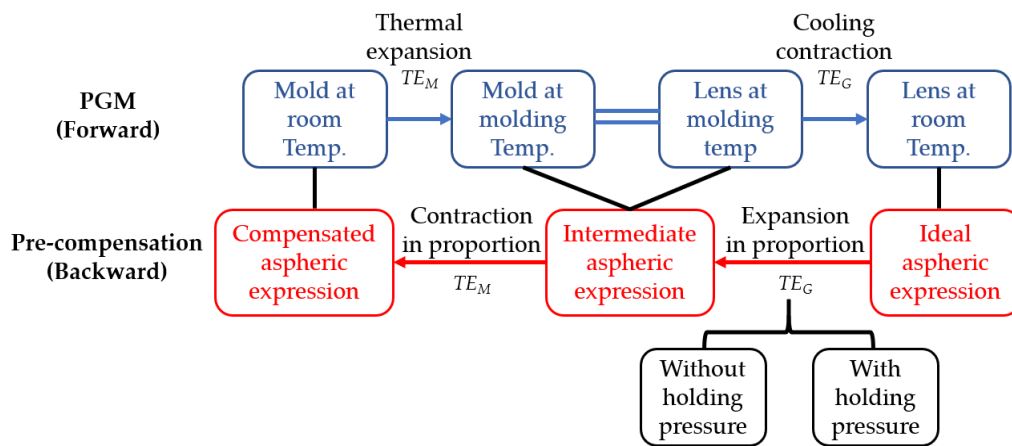 Thermal
expansion
TE_M
Cooling
contraction
TE_G
PGM
(Forward)
Mold at
room
Temp.
Mold at
molding
Temp.
Lens at
molding
temp
Lens at
room
Temp.
Pre-compensation
(Backward)
Compensated
aspheric
expression
Contraction
in proportion
TE_M
Intermediate
aspheric
expression
Expansion
in proportion
TE_G
Ideal
aspheric
expression
Without
holding
pressure
With
holding
pressure